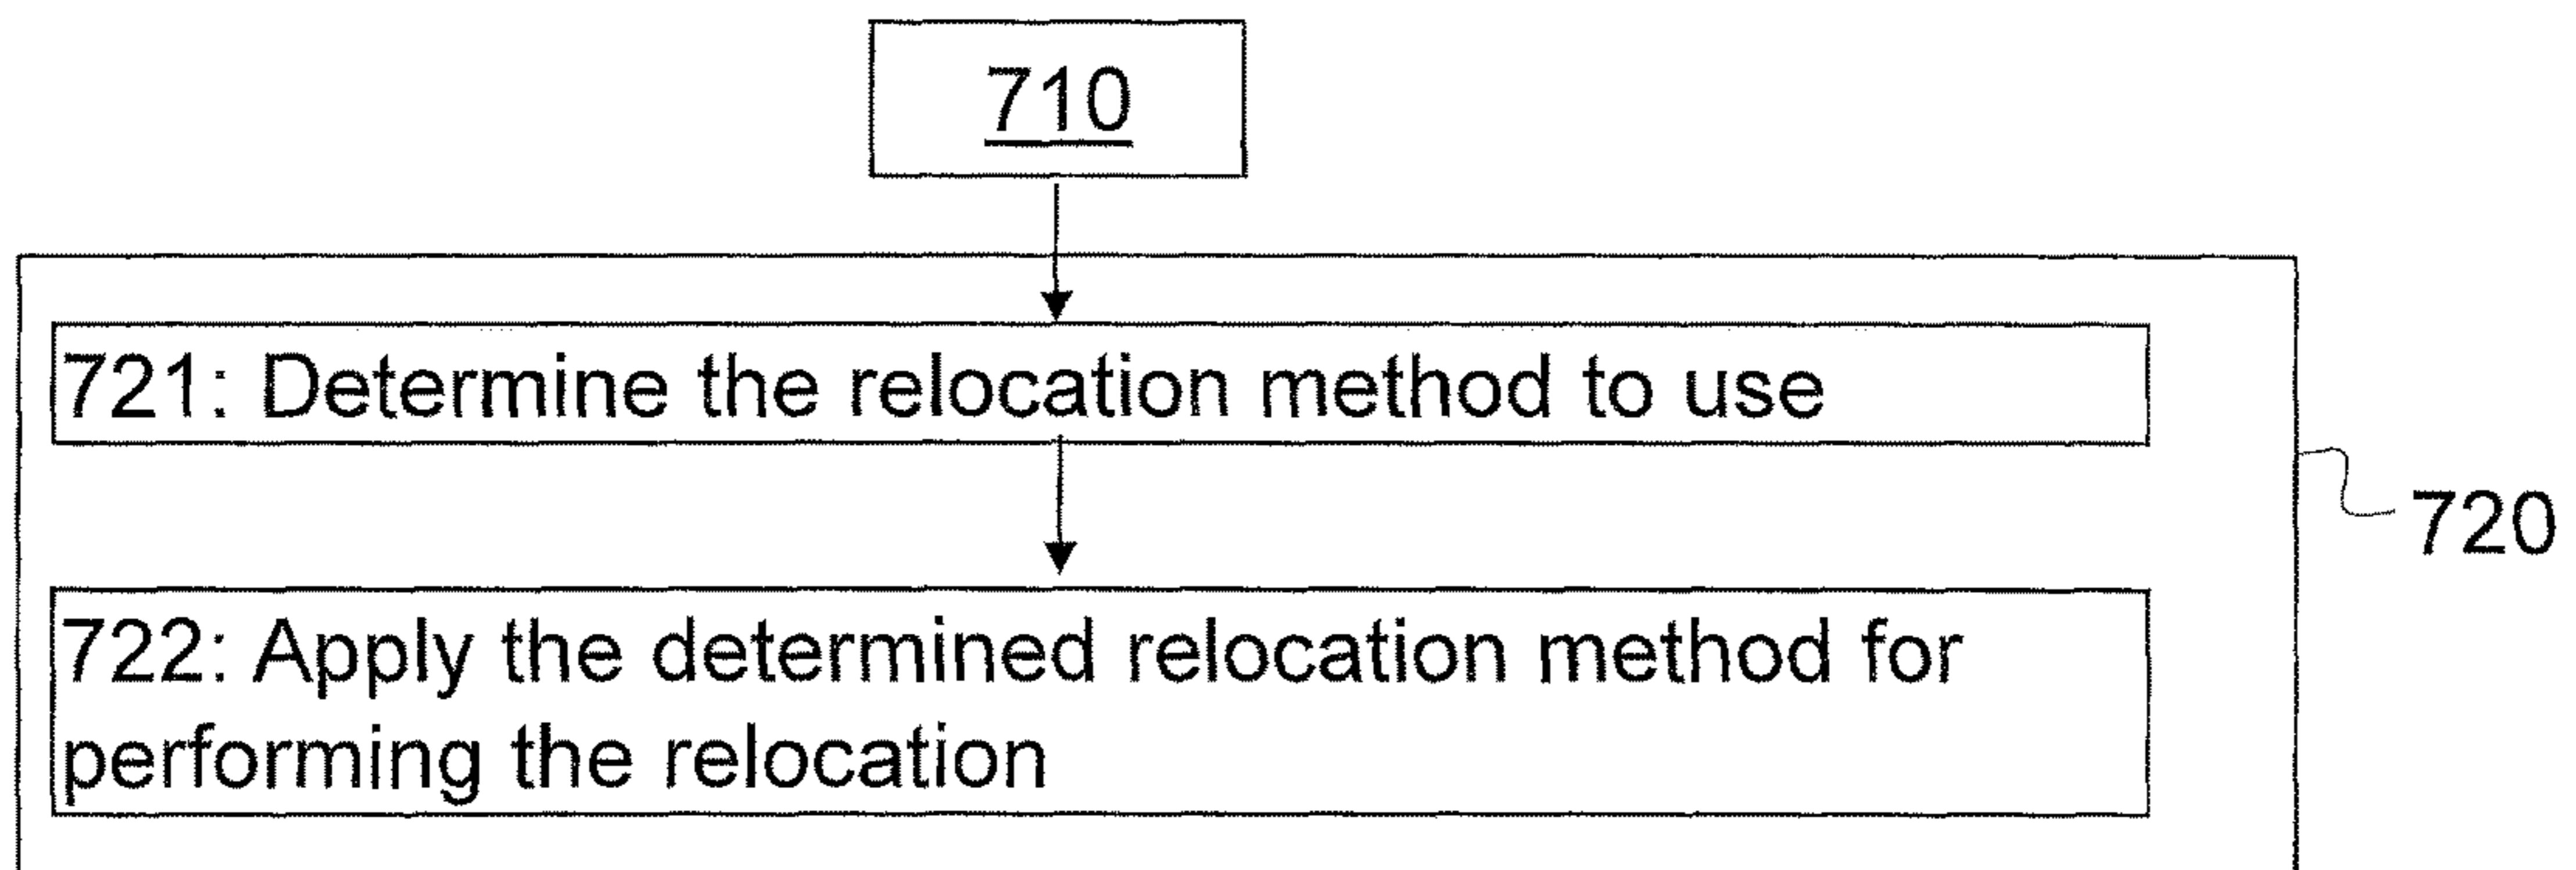 710
721: Determine the relocation method to use
720
722: Apply the determined relocation method for
performing the relocation